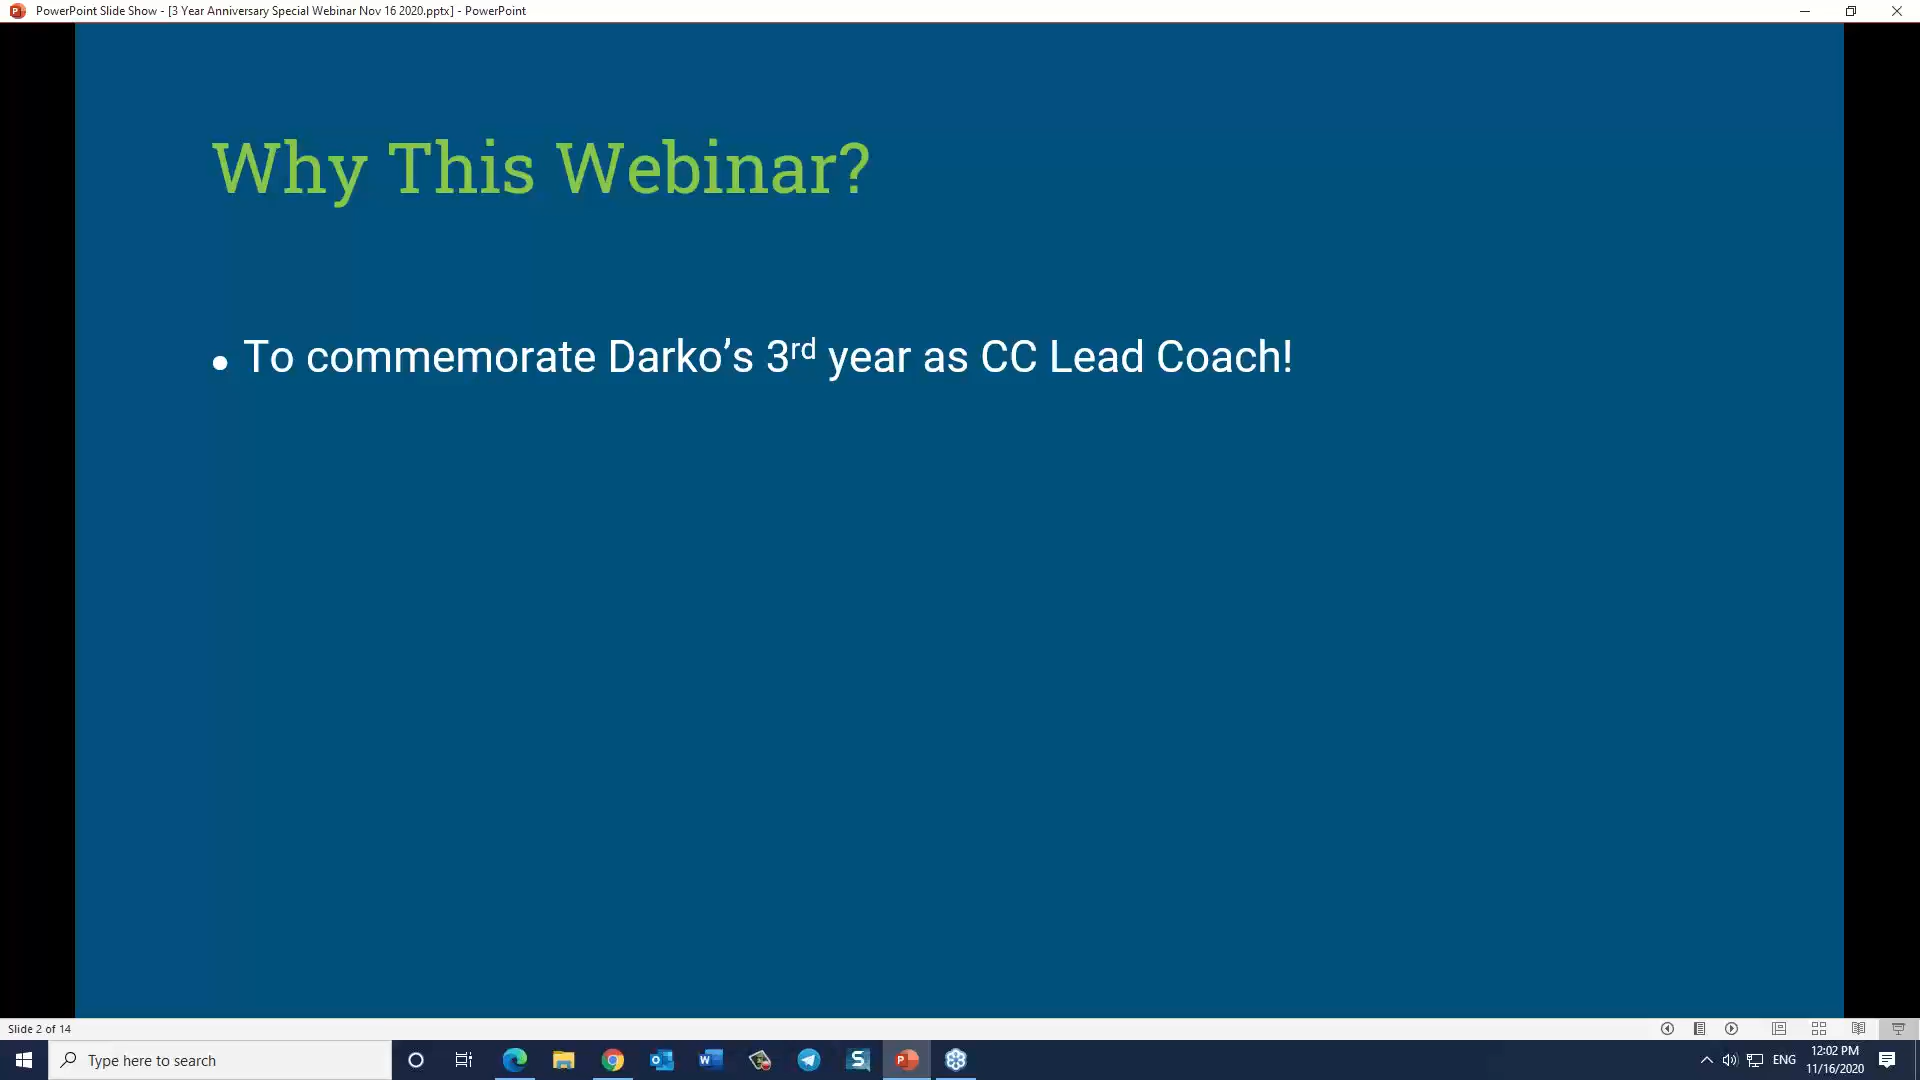 PowerPoint Slide Show - [3 Year Anniversary Special Webinar Nov 16 2020.pptx] - PowerPoint
Why This Webinar?
• To commemorate Darko’s 3rd year as CC Lead Coach!
Slide 2 of 14
Type here to search
ENG
12:02 PM
11/16/2020